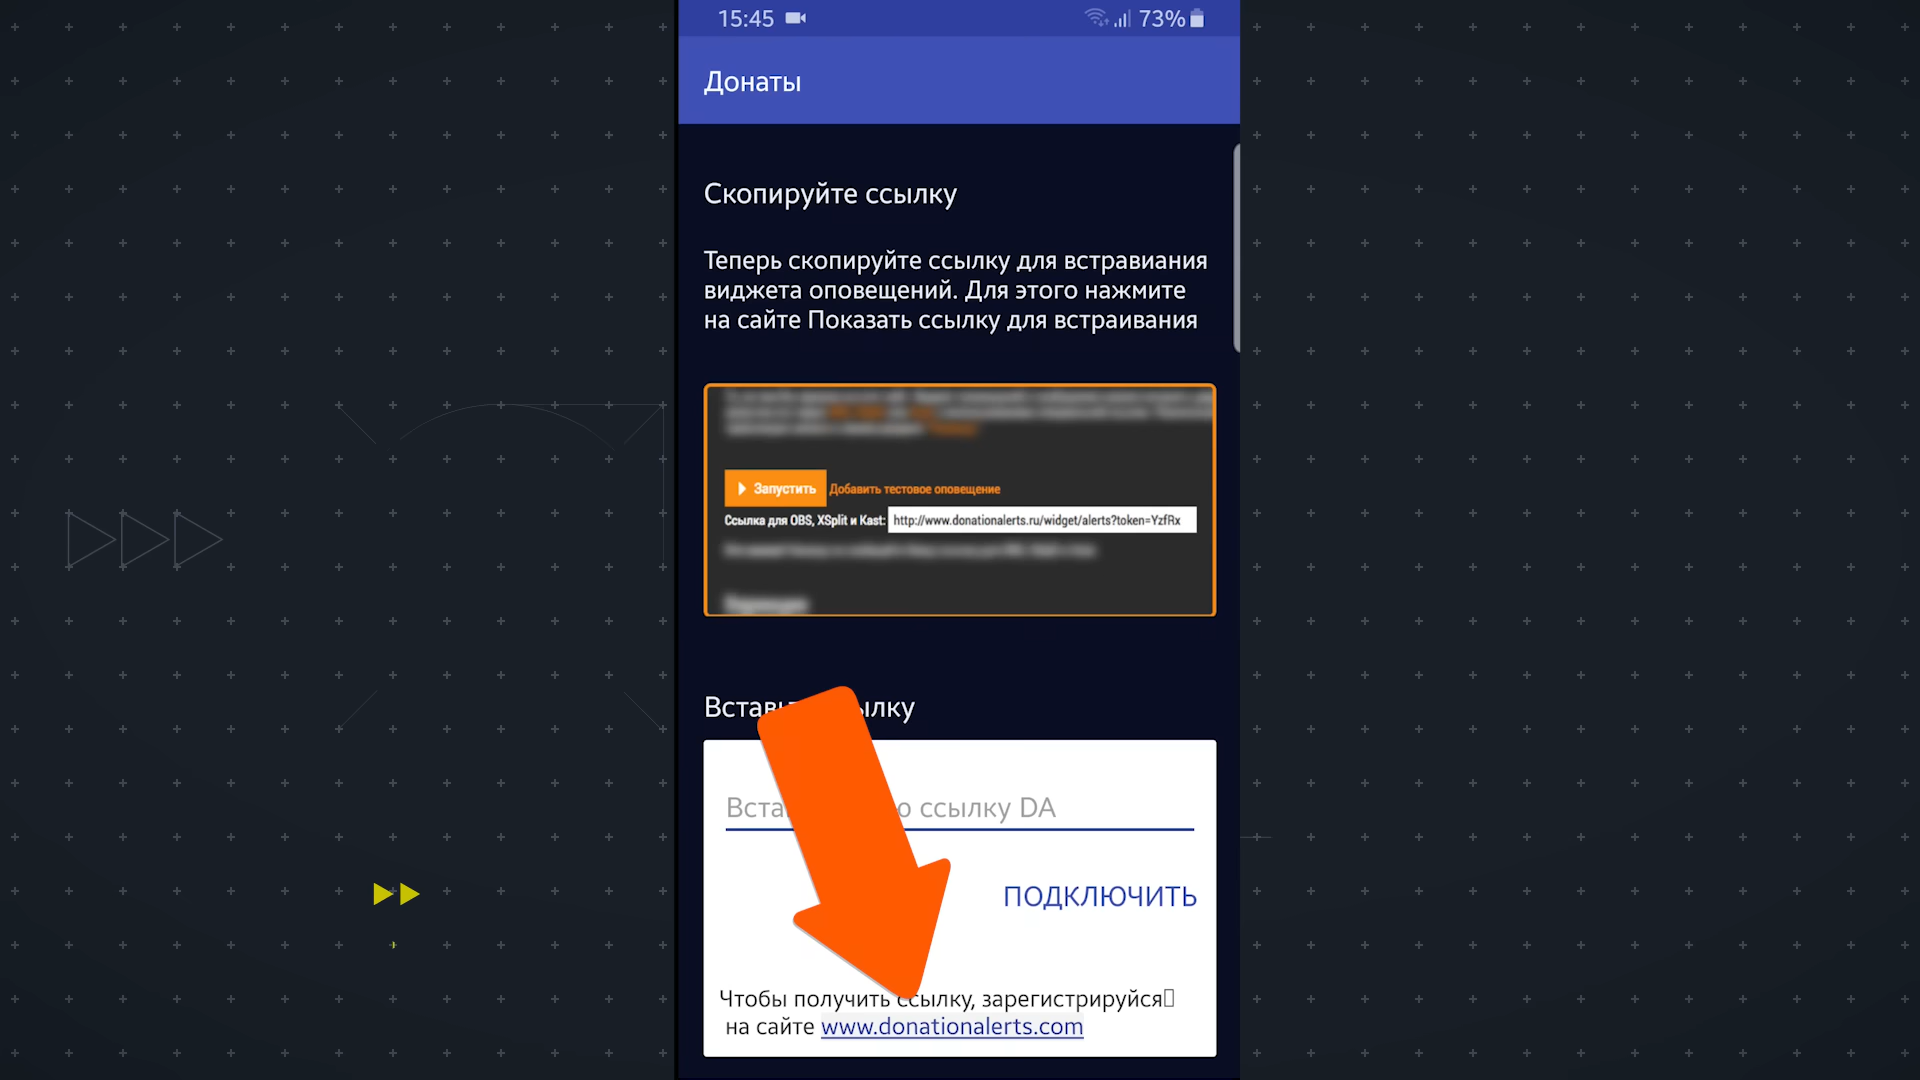 15:45
73%
Донаты
Скопируйте ссылку
Теперь скопируйте ссылку для встравиания
виджета оповещений. Для этого нажмите
на сайте Показать ссылку для встраивания
Запустить Добавить тестовое оповещение
Ссылка для OBS, XSplit и Kast: http://www.donationalerts.ru/widget/alerts?token=YzfRx
ссылку DA
ПОДКЛЮЧИТЬ
Чтобы получить ссылку, зарегистрируйся
на сайте www.donationalerts.com